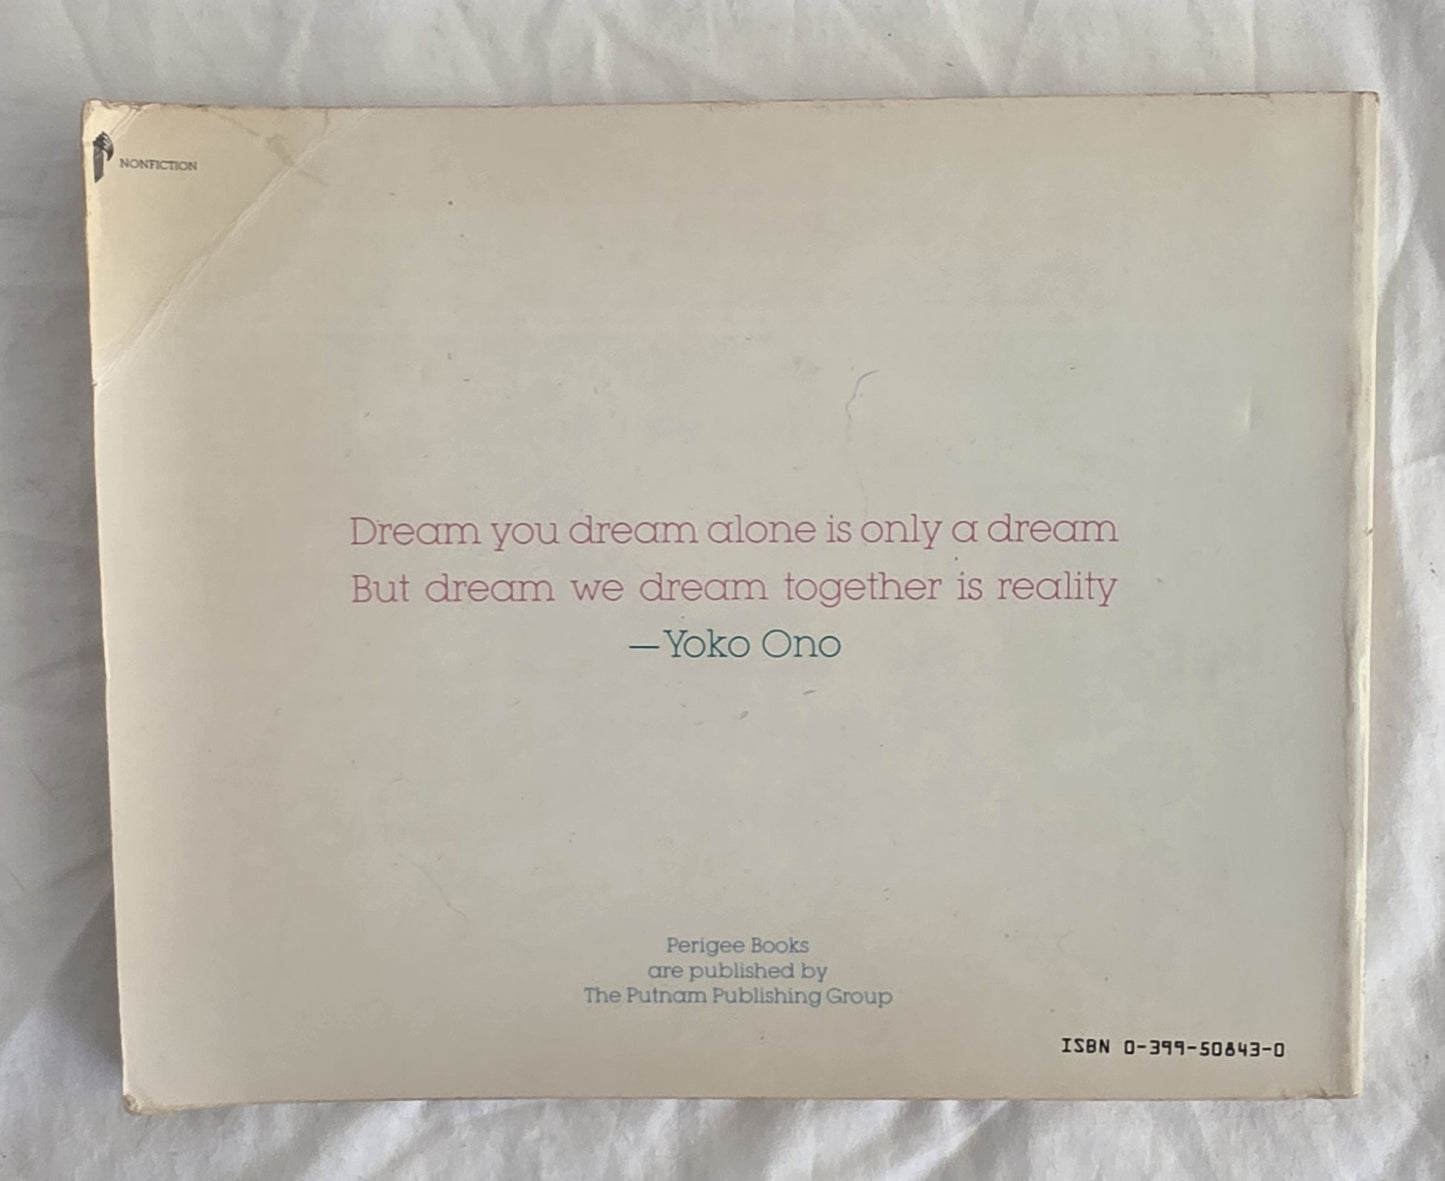 NONFICTION
Dream you dream alone is only a dream
But dream we dream together is reality
—Yoko Ono
Perigee Books
are published by
The Putnam Publishing Group
ISBN 0-399-50843-0